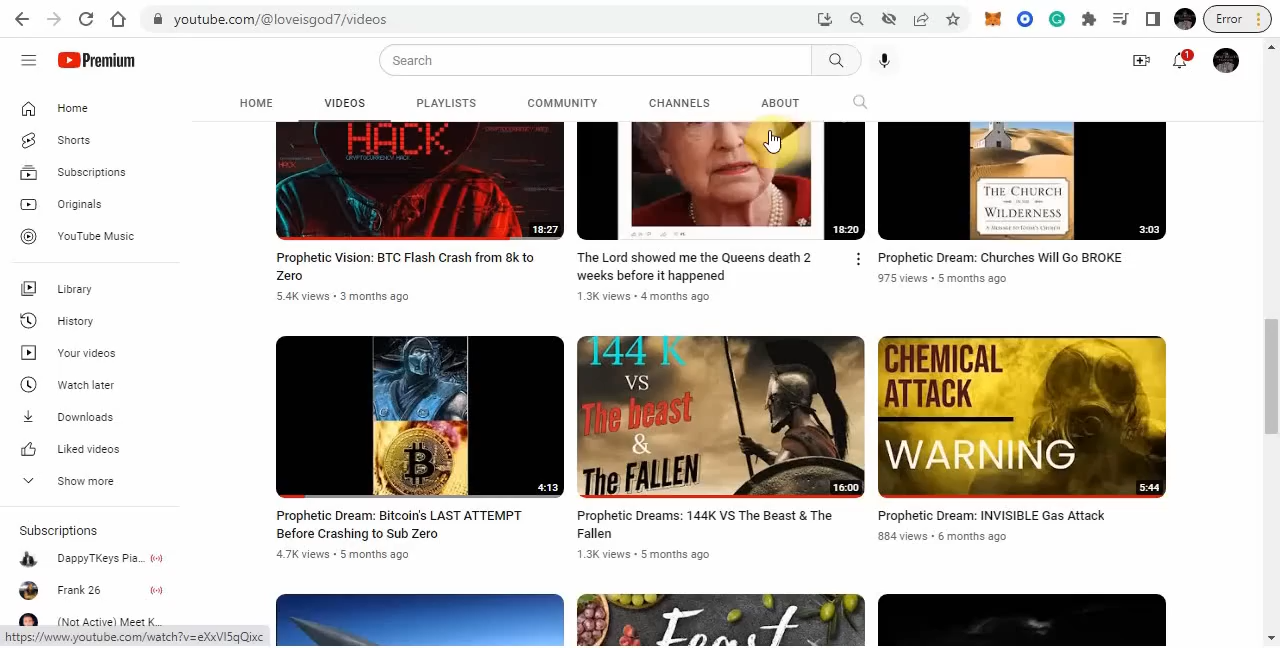 youtube.com/@loveisgod7/videos
Error
Premium
Search
1
HOME
VIDEOS
PLAYLISTS
COMMUNITY
CHANNELS
ABOUT
Home
Shorts
Subscriptions
Originals
YouTube Music
Library
History
Your videos
Watch later
Downloads
Liked videos
Show more
Subscriptions
DappyTKeys Pia...
Frank 26
(Not Active) Meet K...
https://www.youtube.com/watch?v=eXxVI5qQixc
HACK
CRYPTOCURRENCY HACK
18:27
Prophetic Vision: BTC Flash Crash from 8k to
Zero
5.4K views • 3 months ago
18:20
The Lord showed me the Queens death 2
weeks before it happened
1.3K views • 4 months ago
THE CHURCH
IN THE
WILDERNESS
3:03
Prophetic Dream: Churches Will Go BROKE
975 views • 5 months ago
4:13
Prophetic Dream: Bitcoin's LAST ATTEMPT
Before Crashing to Sub Zero
4.7K views • 5 months ago
144 K
VS
The beast
&
The FALLEN
16:00
Prophetic Dreams: 144K VS The Beast & The
Fallen
1.3K views • 5 months ago
CHEMICAL
ATTACK
WARNING
5:44
Prophetic Dream: INVISIBLE Gas Attack
884 views • 6 months ago
Feast